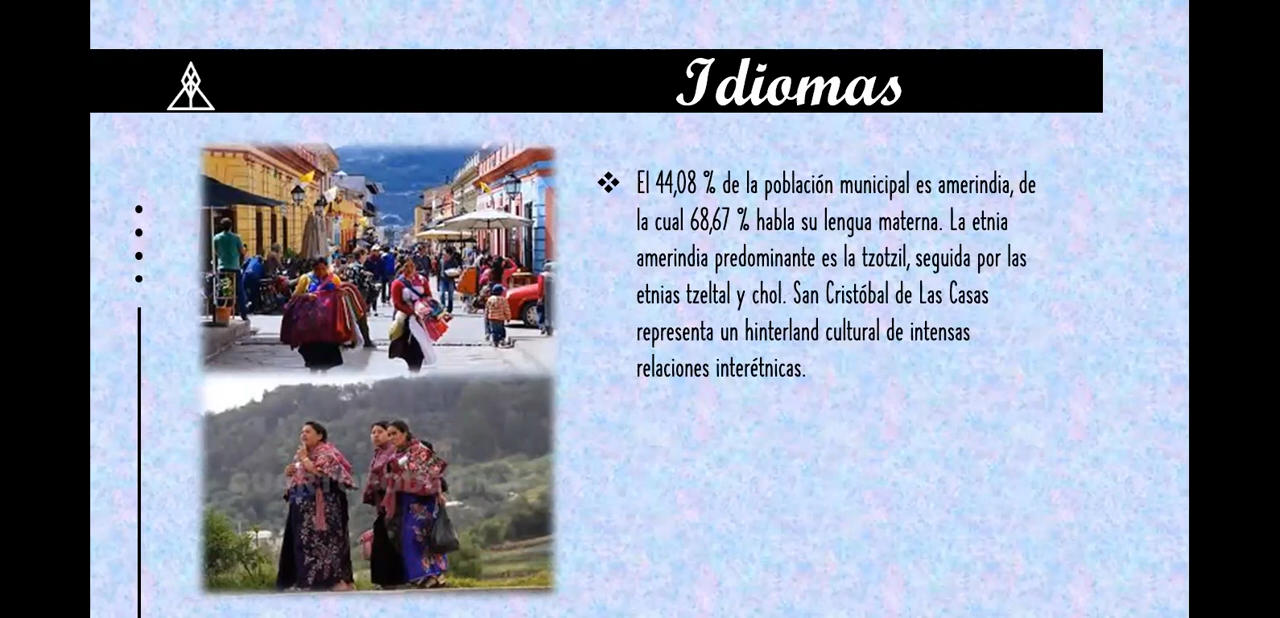 Idiomas
El 44,08 % de la población municipal es amerindia, de
la cual 68,67 % habla su lengua materna. La etnia
amerindia predominante es la tzotzil, seguida por las
etnias tzeltal y chol. San Cristóbal de Las Casas
representa un hinterland cultural de intensas
relaciones interétnicas.